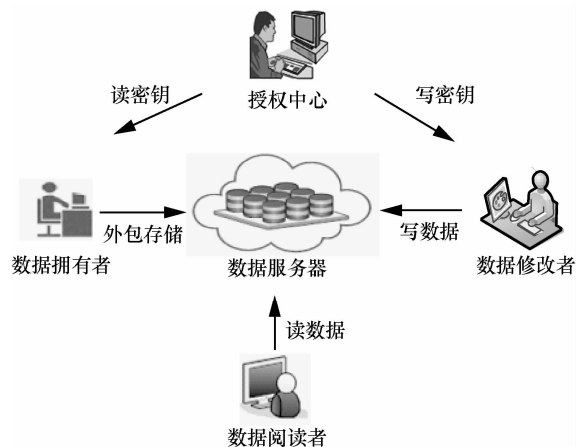 授权中心
读密钥
写密钥
外包存储
写数据
数据拥有者
数据服务器
数据修改者
读数据
数据阅读者